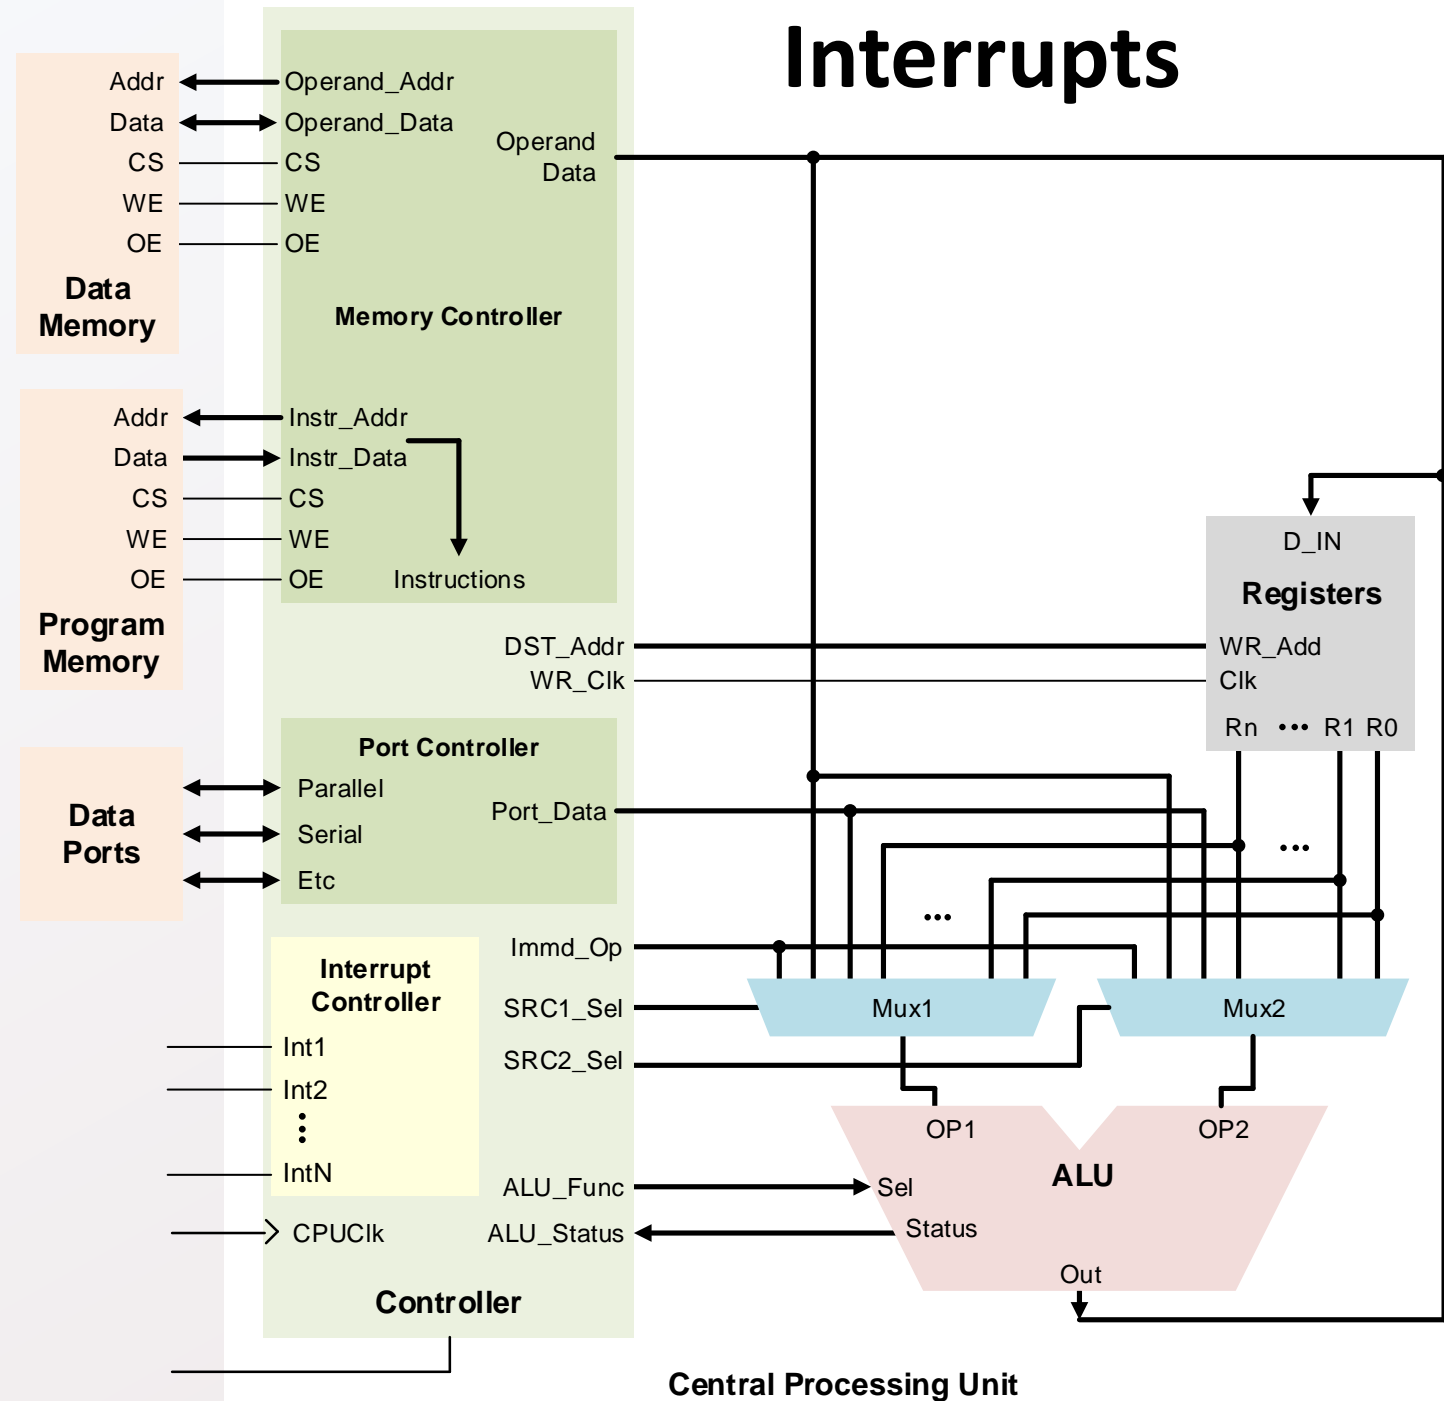 Interrupts
Addr
Data
CS
WE
OE
Data
Memory
Operand_Addr
Operand_Data
CS
WE
OE
Operand
Data
Memory Controller
Addr
Data
CS
WE
OE
Program
Memory
Instr_Addr
Instr_Data
CS
WE
OE
Instructions
DST_Addr
WR_Clk
D_IN
Registers
WR_Add
Clk
Rn ••• R1 R0
Data
Ports
Port Controller
Parallel
Serial
Etc
Port_Data
•••
•••
Interrupt
Controller
Int1
Int2
⋮
IntN
CPUClk
Immd_Op
SRC1_Sel
SRC2_Sel
ALU_Func
ALU_Status
Controller
Mux1
Mux2
OP1
OP2
ALU
Sel
Status
Out
Central Processing Unit